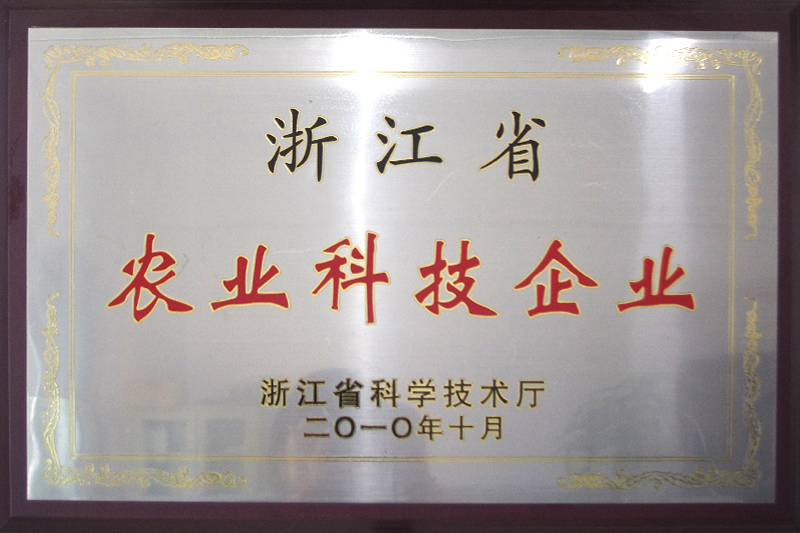 浙江省
农业科技企业
浙江省科学技术厅
二〇一〇年十月